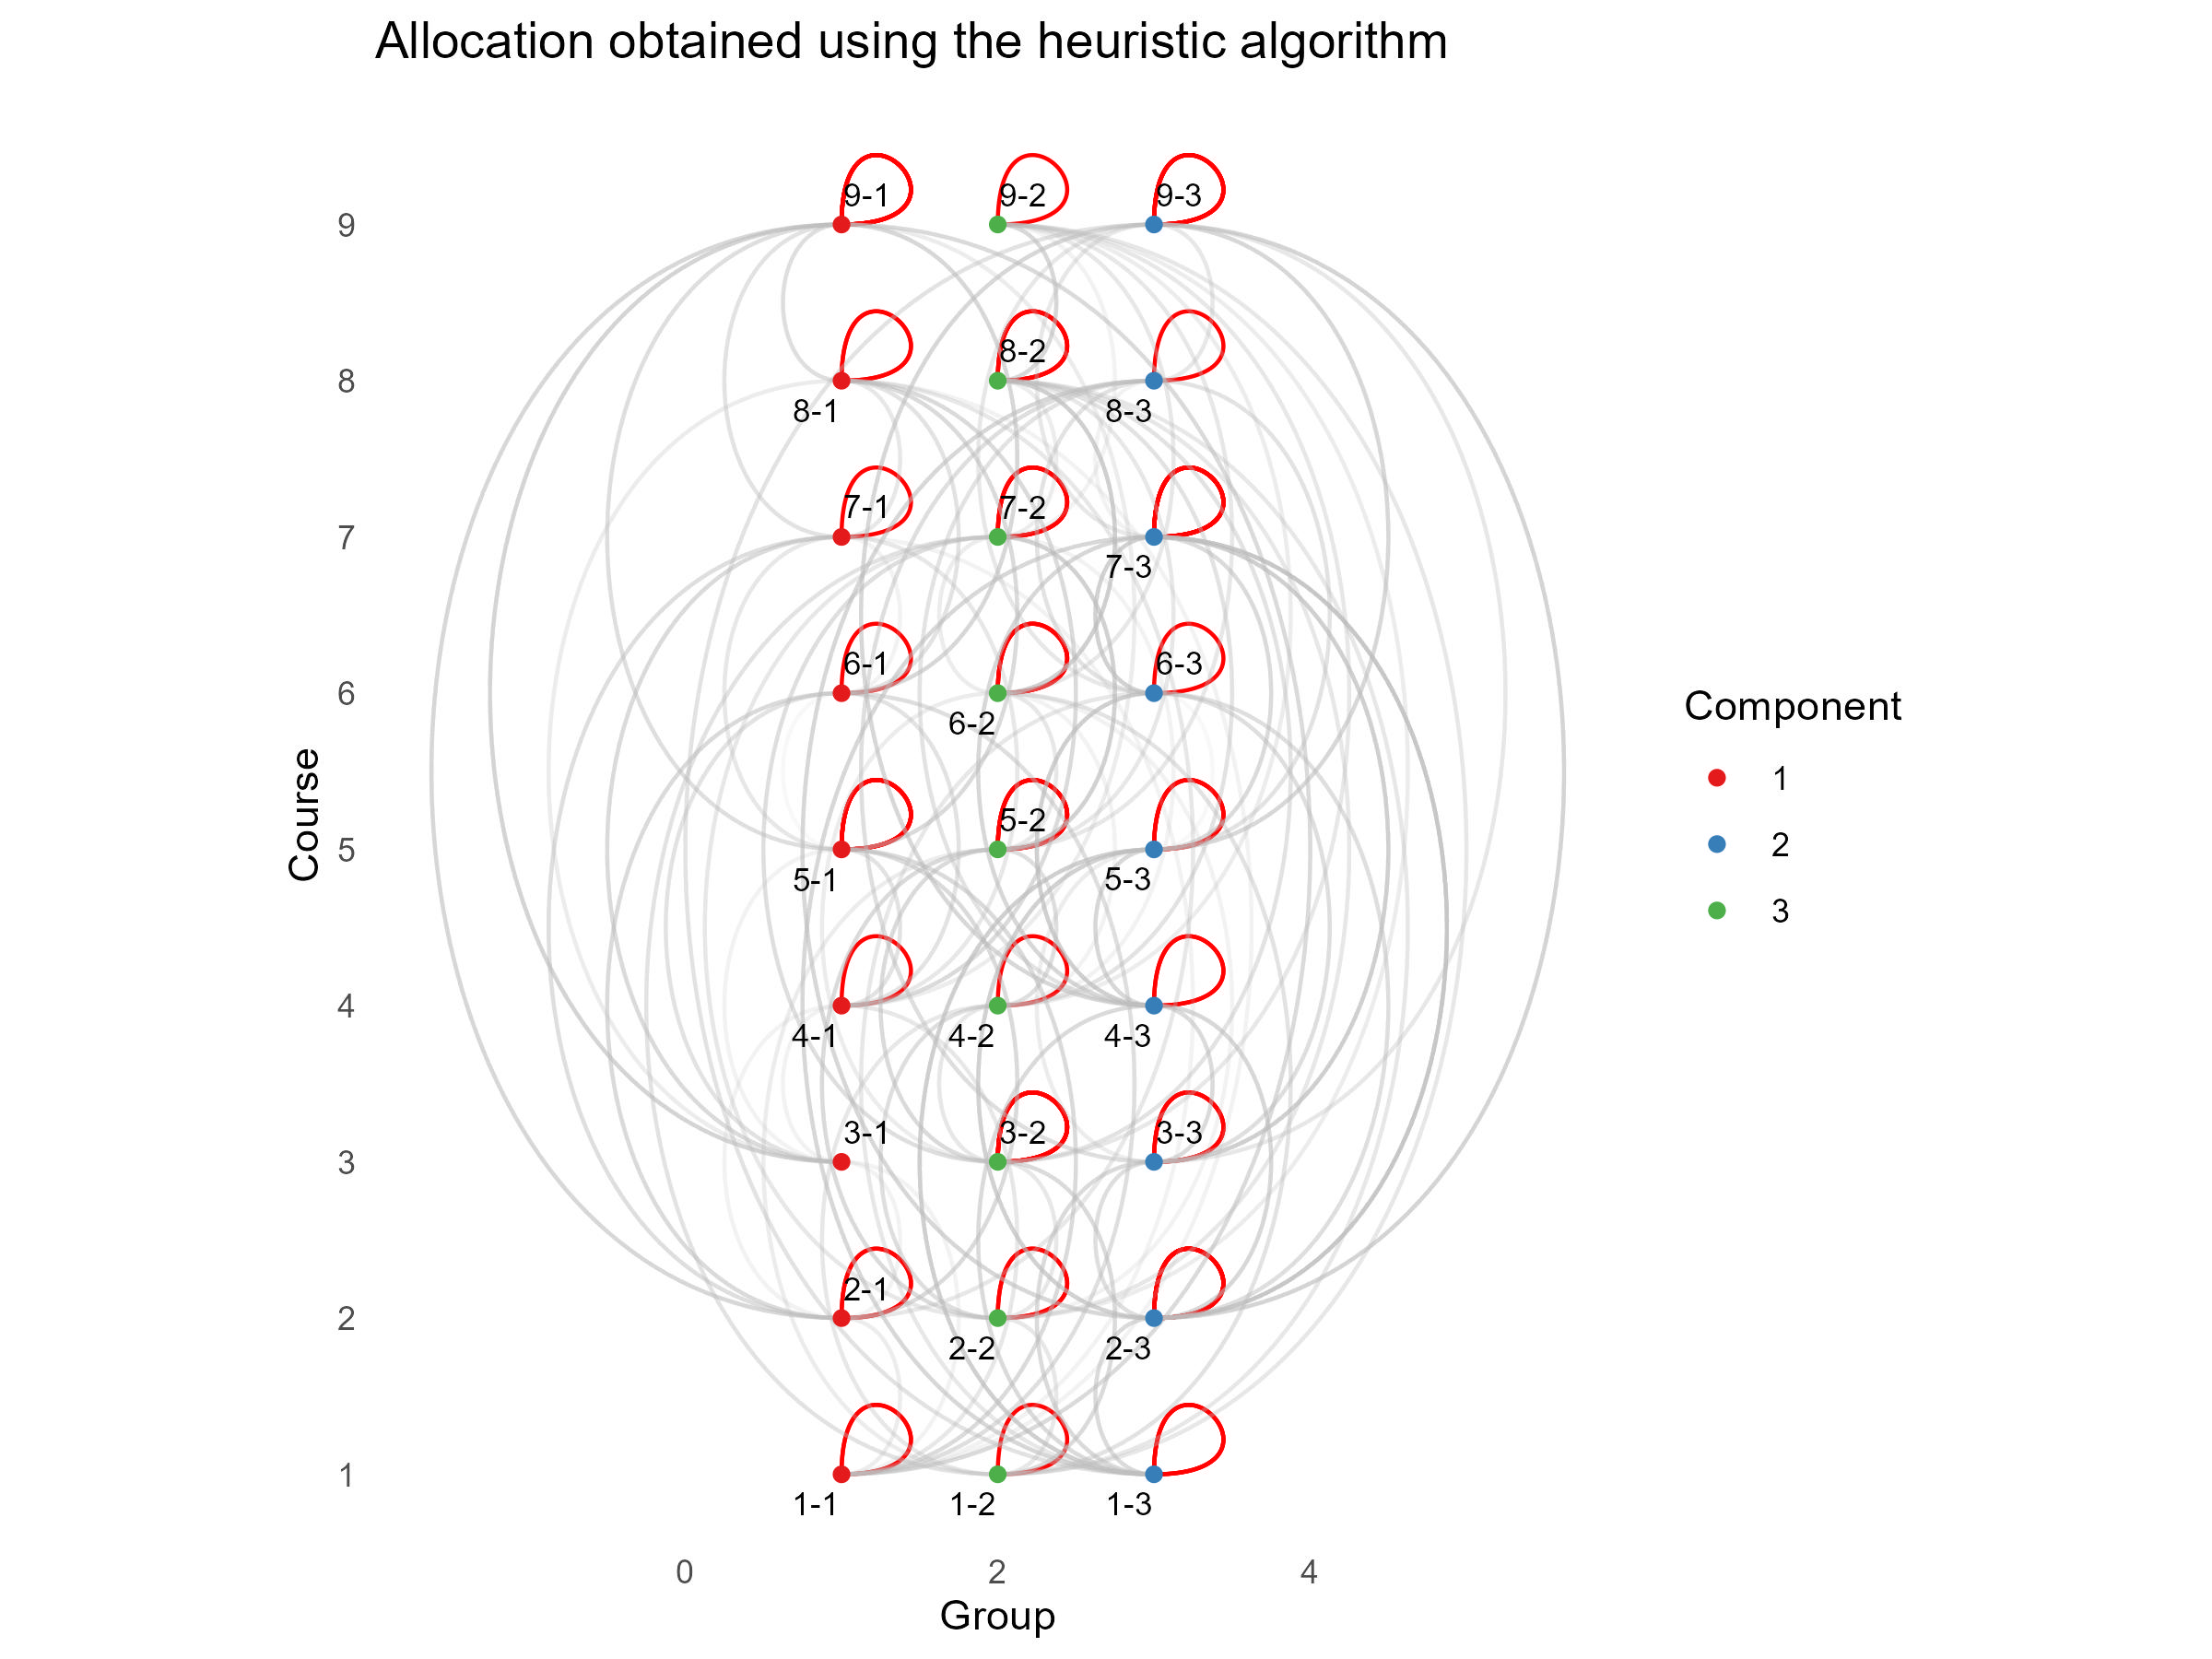 Allocation obtained using the heuristic algorithm
9-1 9-2 9-3
9
8-2
8
8-1 8-3
7-1 7-2
7
7-3
6-1 6-3
6
6-2
Component
1
5-2
2
5
5-1 5-3
3
4
4-1 4-2 4-3
3-1 3-2 3-3
3
2-1
2
2-2 2-3
1
1-1 1-2 1-3
0 2 4
Group
Course